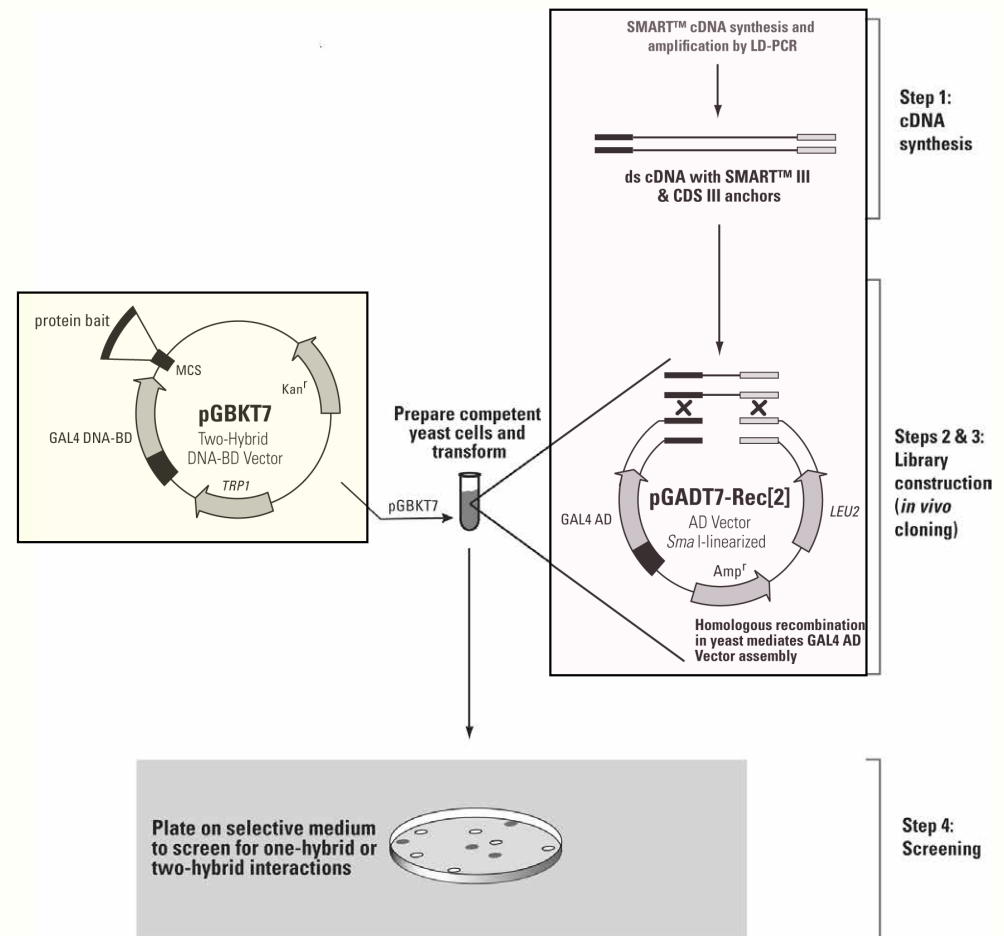 SMART™ cDNA synthesis and
amplification by LD-PCR
Step 1:
cDNA
synthesis
ds cDNA with SMART™ III
& CDS III anchors
protein bait
MCS
Kanʳ
pGBKT7
Two-Hybrid
DNA-BD Vector
GAL4 DNA-BD
TRP1
Prepare competent
yeast cells and
transform
pGBKT7
Steps 2 & 3:
Library
construction
(in vivo
cloning)
pGADT7-Rec[2]
AD Vector
Sma I-linearized
GAL4 AD
LEU2
Ampʳ
Homologous recombination
in yeast mediates GAL4 AD
Vector assembly
Plate on selective medium
to screen for one-hybrid or
two-hybrid interactions
Step 4:
Screening